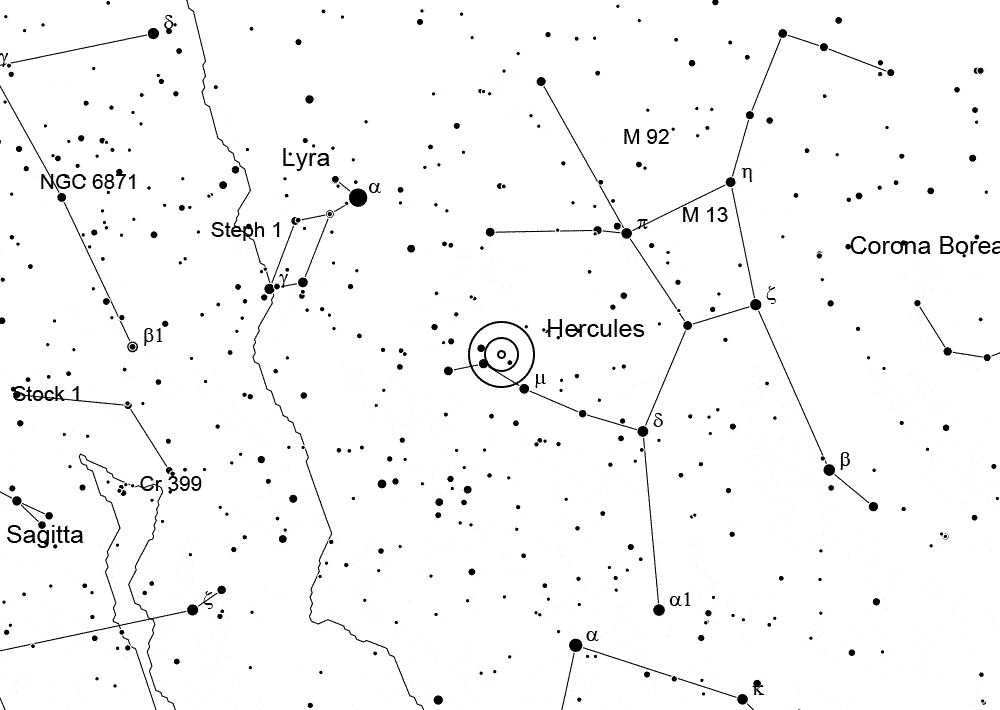 δ
γ
M 92
Lyra
α
η
NGC 6871
M 13
π
Steph 1
Corona Borea
γ
ζ
Hercules
β1
μ
Stock 1
δ
β
Cr 399
Sagitta
ζ
α1
α
κ